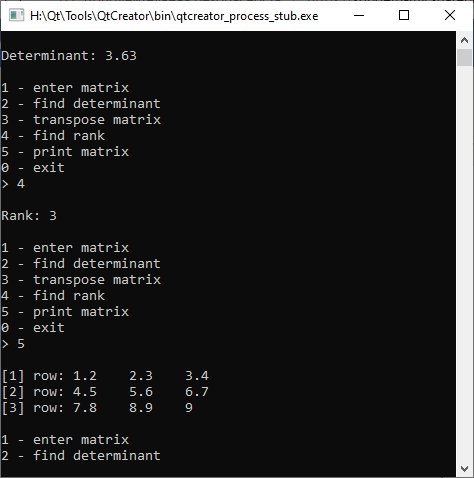 H:\Qt\Tools\QtCreator\bin\qtcreator_process_stub.exe
Determinant: 3.63
1 - enter matrix
2 - find determinant
3 - transpose matrix
4 - find rank
5 - print matrix
0 - exit
> 4
Rank: 3
1 - enter matrix
2 - find determinant
3 - transpose matrix
4 - find rank
5 - print matrix
0 - exit
> 5
[1] row: 1.2    2.3    3.4
[2] row: 4.5    5.6    6.7
[3] row: 7.8    8.9    9
1 - enter matrix
2 - find determinant